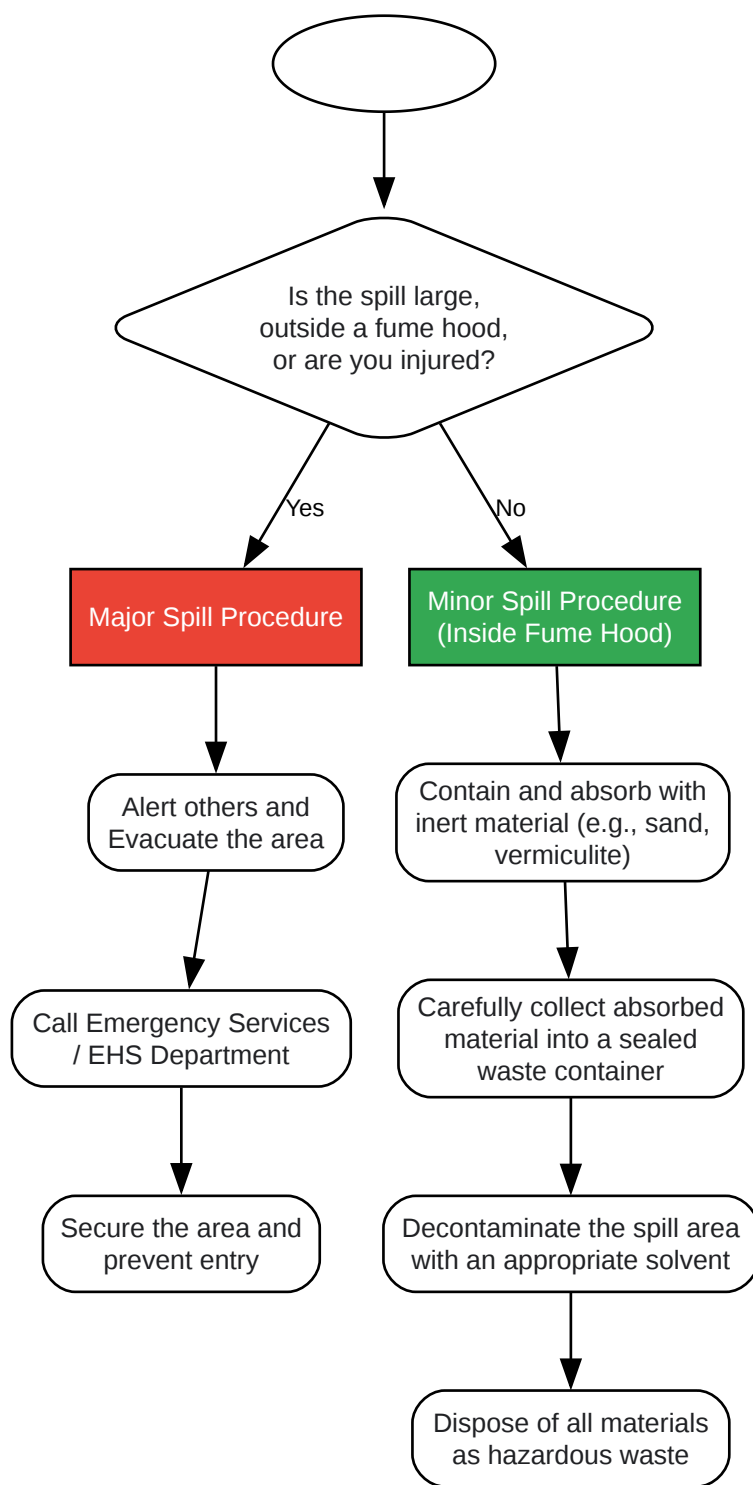 Is the spill large,
outside a fume hood,
or are you injured?
Yes
No
Major Spill Procedure
Minor Spill Procedure
(Inside Fume Hood)
Alert others and
Evacuate the area
Contain and absorb with
inert material (e.g., sand,
vermiculite)
Call Emergency Services
/ EHS Department
Carefully collect absorbed
material into a sealed
waste container
Secure the area and
prevent entry
Decontaminate the spill area
with an appropriate solvent
Dispose of all materials
as hazardous waste